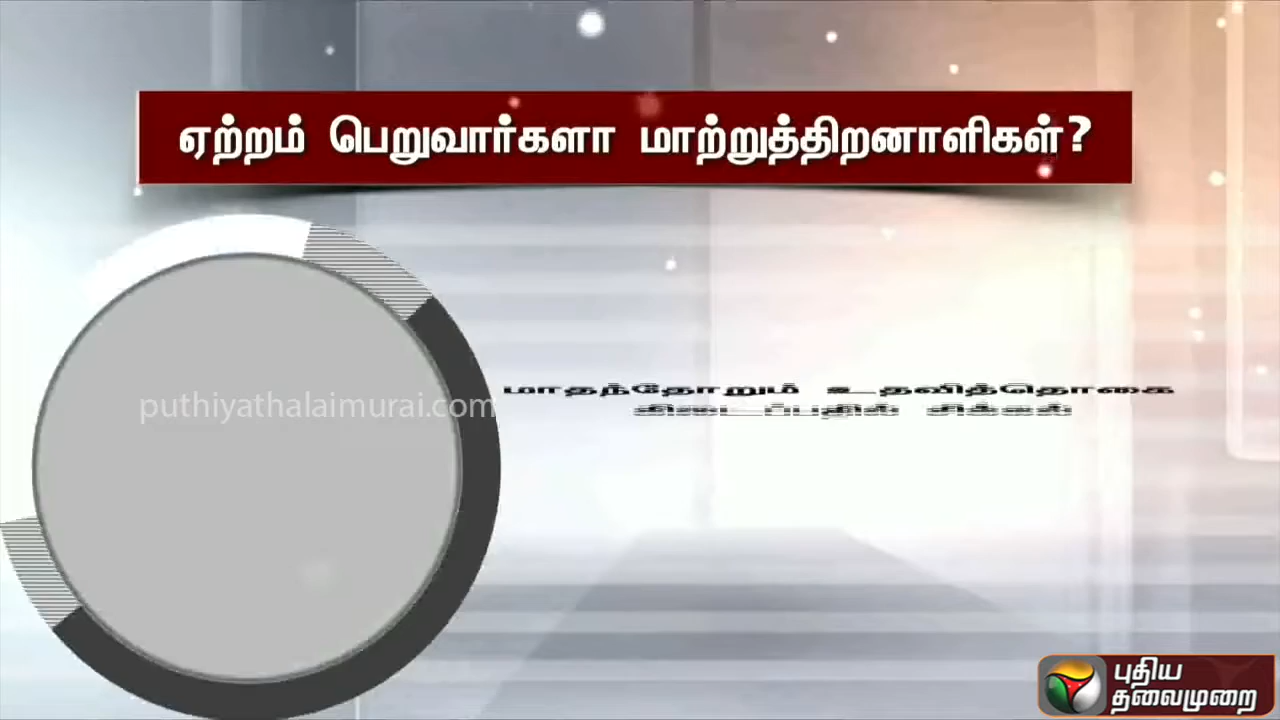 ஏற்றம் பெறுவார்களா மாற்றுத்திறனாளிகள்?
மாதந்தோறும் உதவித்தொகை
கிடைப்பதில் சிக்கல்
puthiyathalaimurai.com
புதிய
தலைமுறை